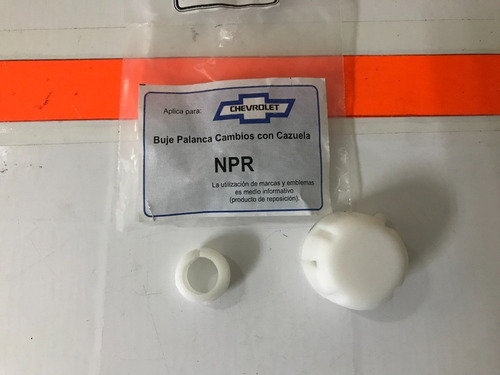 Aplica para:
CHEVROLET
Buje Palanca Cambios con Cazuela
NPR
La utilización de marcas y emblemas
es medio informativo
(producto de reposición).